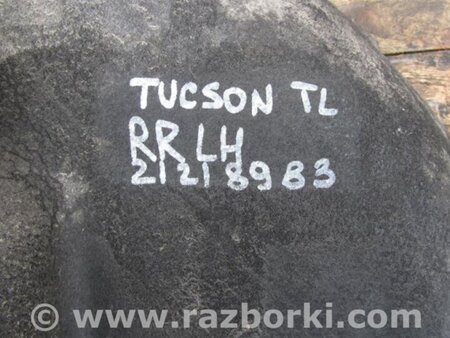 TUCSON TL
RR LH
21218983
© www.razborki.com